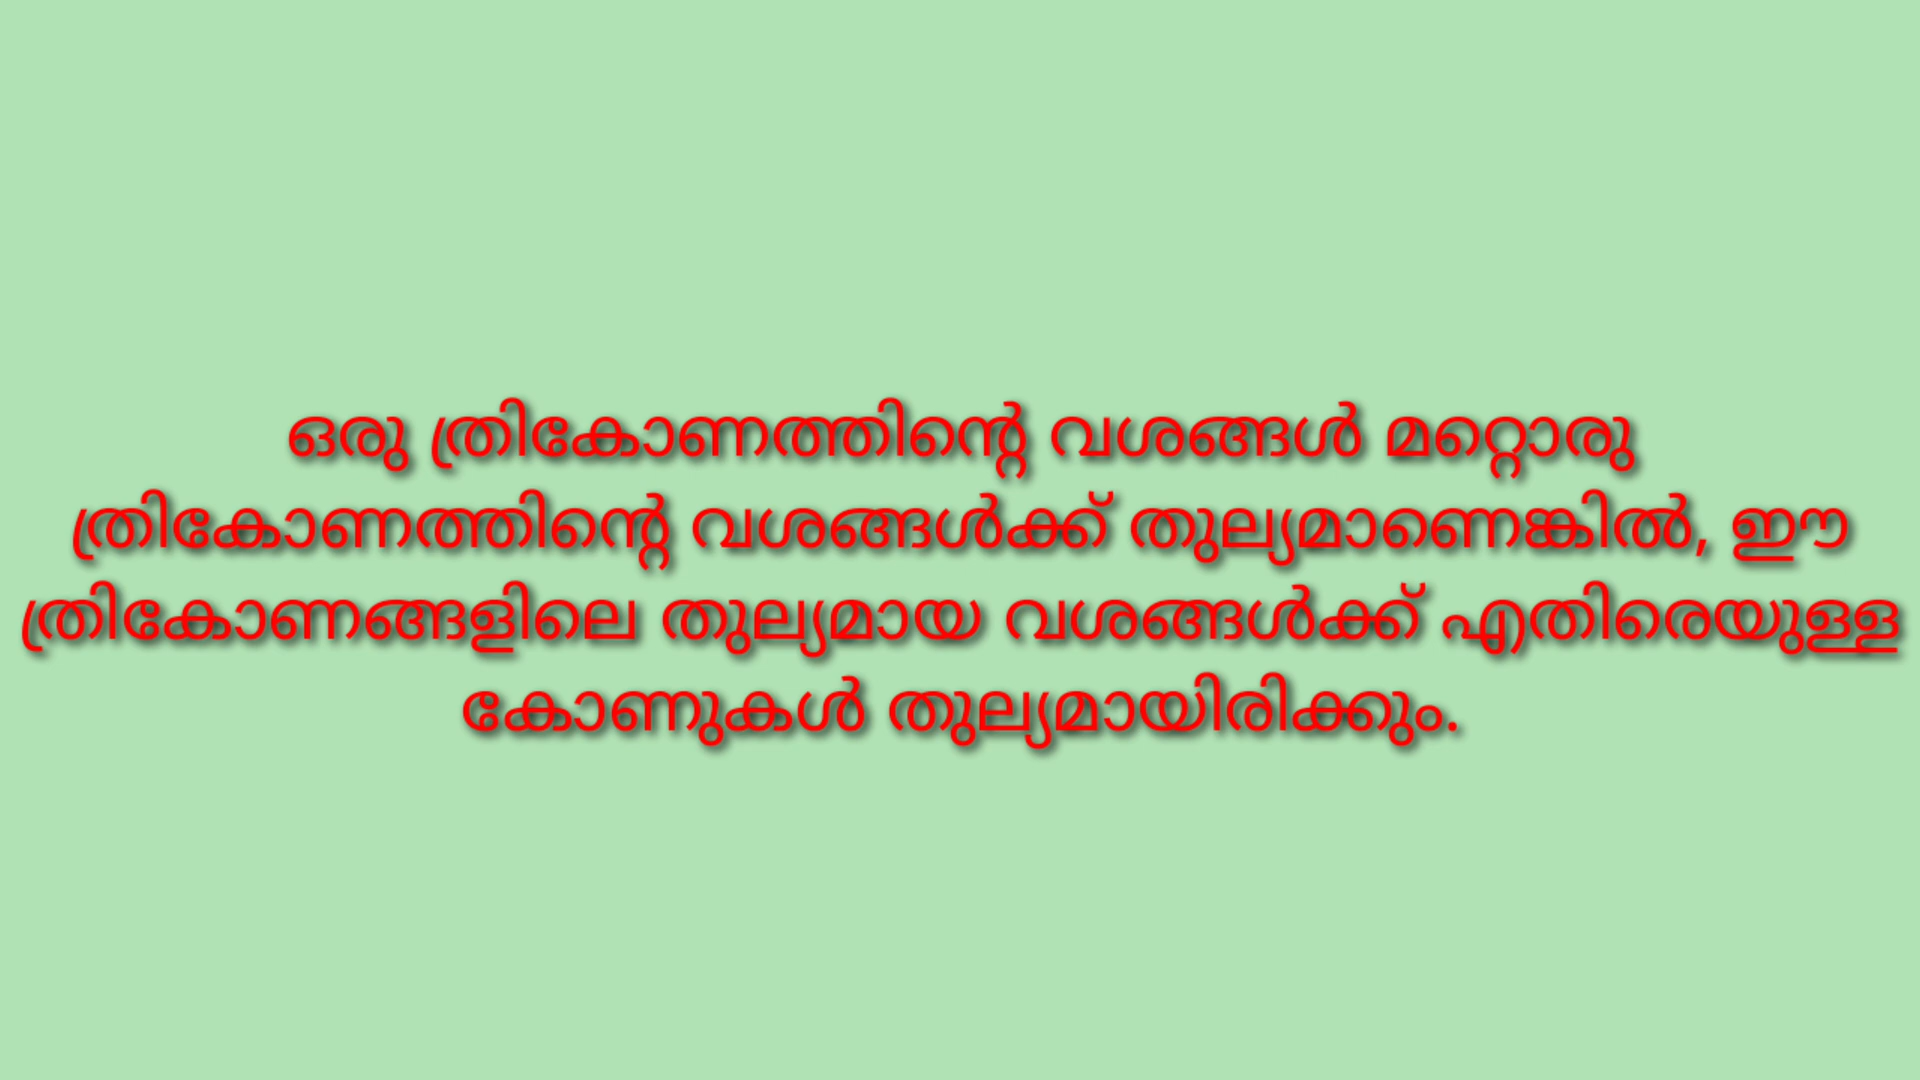 ഒരു ത്രികോണത്തിന്റെ വശങ്ങൾ മറ്റൊരു
ത്രികോണത്തിന്റെ വശങ്ങൾക്ക് തുല്യമാണെങ്കിൽ, ഈ
ത്രികോണങ്ങളിലെ തുല്യമായ വശങ്ങൾക്ക് എതിരെയുള്ള
കോണുകൾ തുല്യമായിരിക്കും.